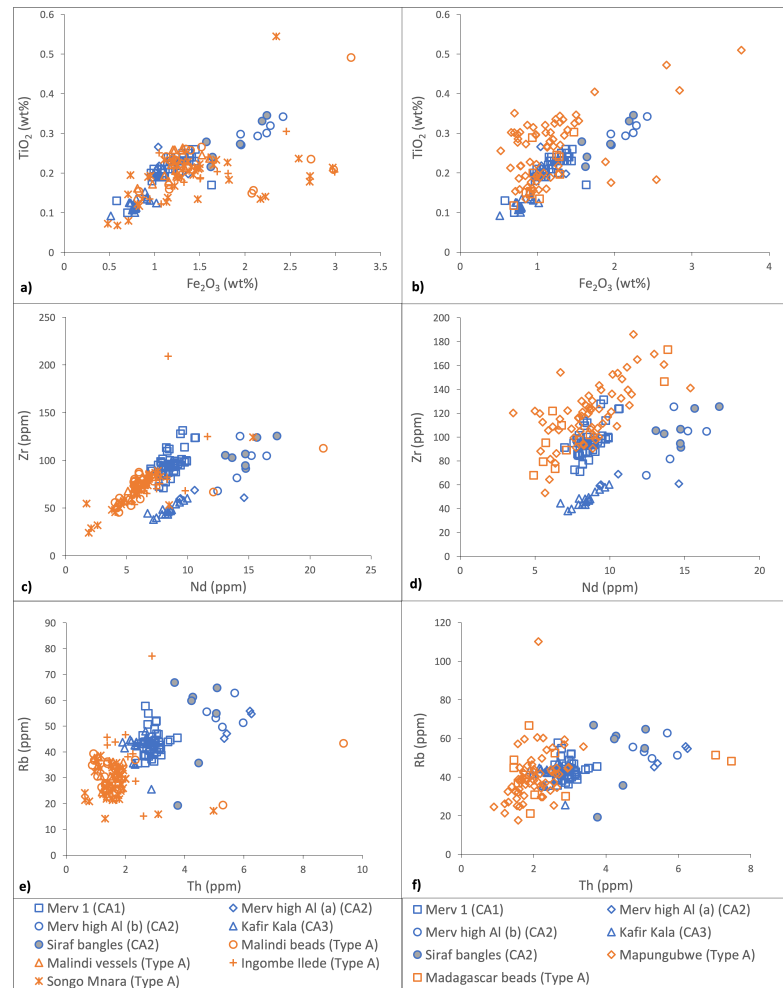 0.6
0.5
0.4
0.3
0.2
0.1
0
TiO2 (wt%)
0 0.5 1 1.5 2 2.5 3 3.5
Fe2O3 (wt%)
a)
0.6
0.5
0.4
0.3
0.2
0.1
0
TiO2 (wt%)
0 1 2 3 4
Fe2O3 (wt%)
b)
250
200
150
100
50
0
Zr (ppm)
0 5 10 15 20 25
Nd (ppm)
c)
200
180
160
140
120
100
80
60
40
20
0
Zr (ppm)
0 5 10 15 20
Nd (ppm)
d)
90
80
70
60
50
40
30
20
10
0
Rb (ppm)
0 2 4 6 8 10
Th (ppm)
e)
120
100
80
60
40
20
0
Rb (ppm)
0 2 4 6 8
Th (ppm)
f)
Merv 1 (CA1) Merv high Al (a) (CA2)
Merv high Al (b) (CA2) Kafir Kala (CA3)
Siraf bangles (CA2) Malindi beads (Type A)
Malindi vessels (Type A) Ingombe Ilede (Type A)
Songo Mnara (Type A)
Merv 1 (CA1) Merv high Al (a) (CA2)
Merv high Al (b) (CA2) Kafir Kala (CA3)
Siraf bangles (CA2) Mapungubwe (Type A)
Madagascar beads (Type A)